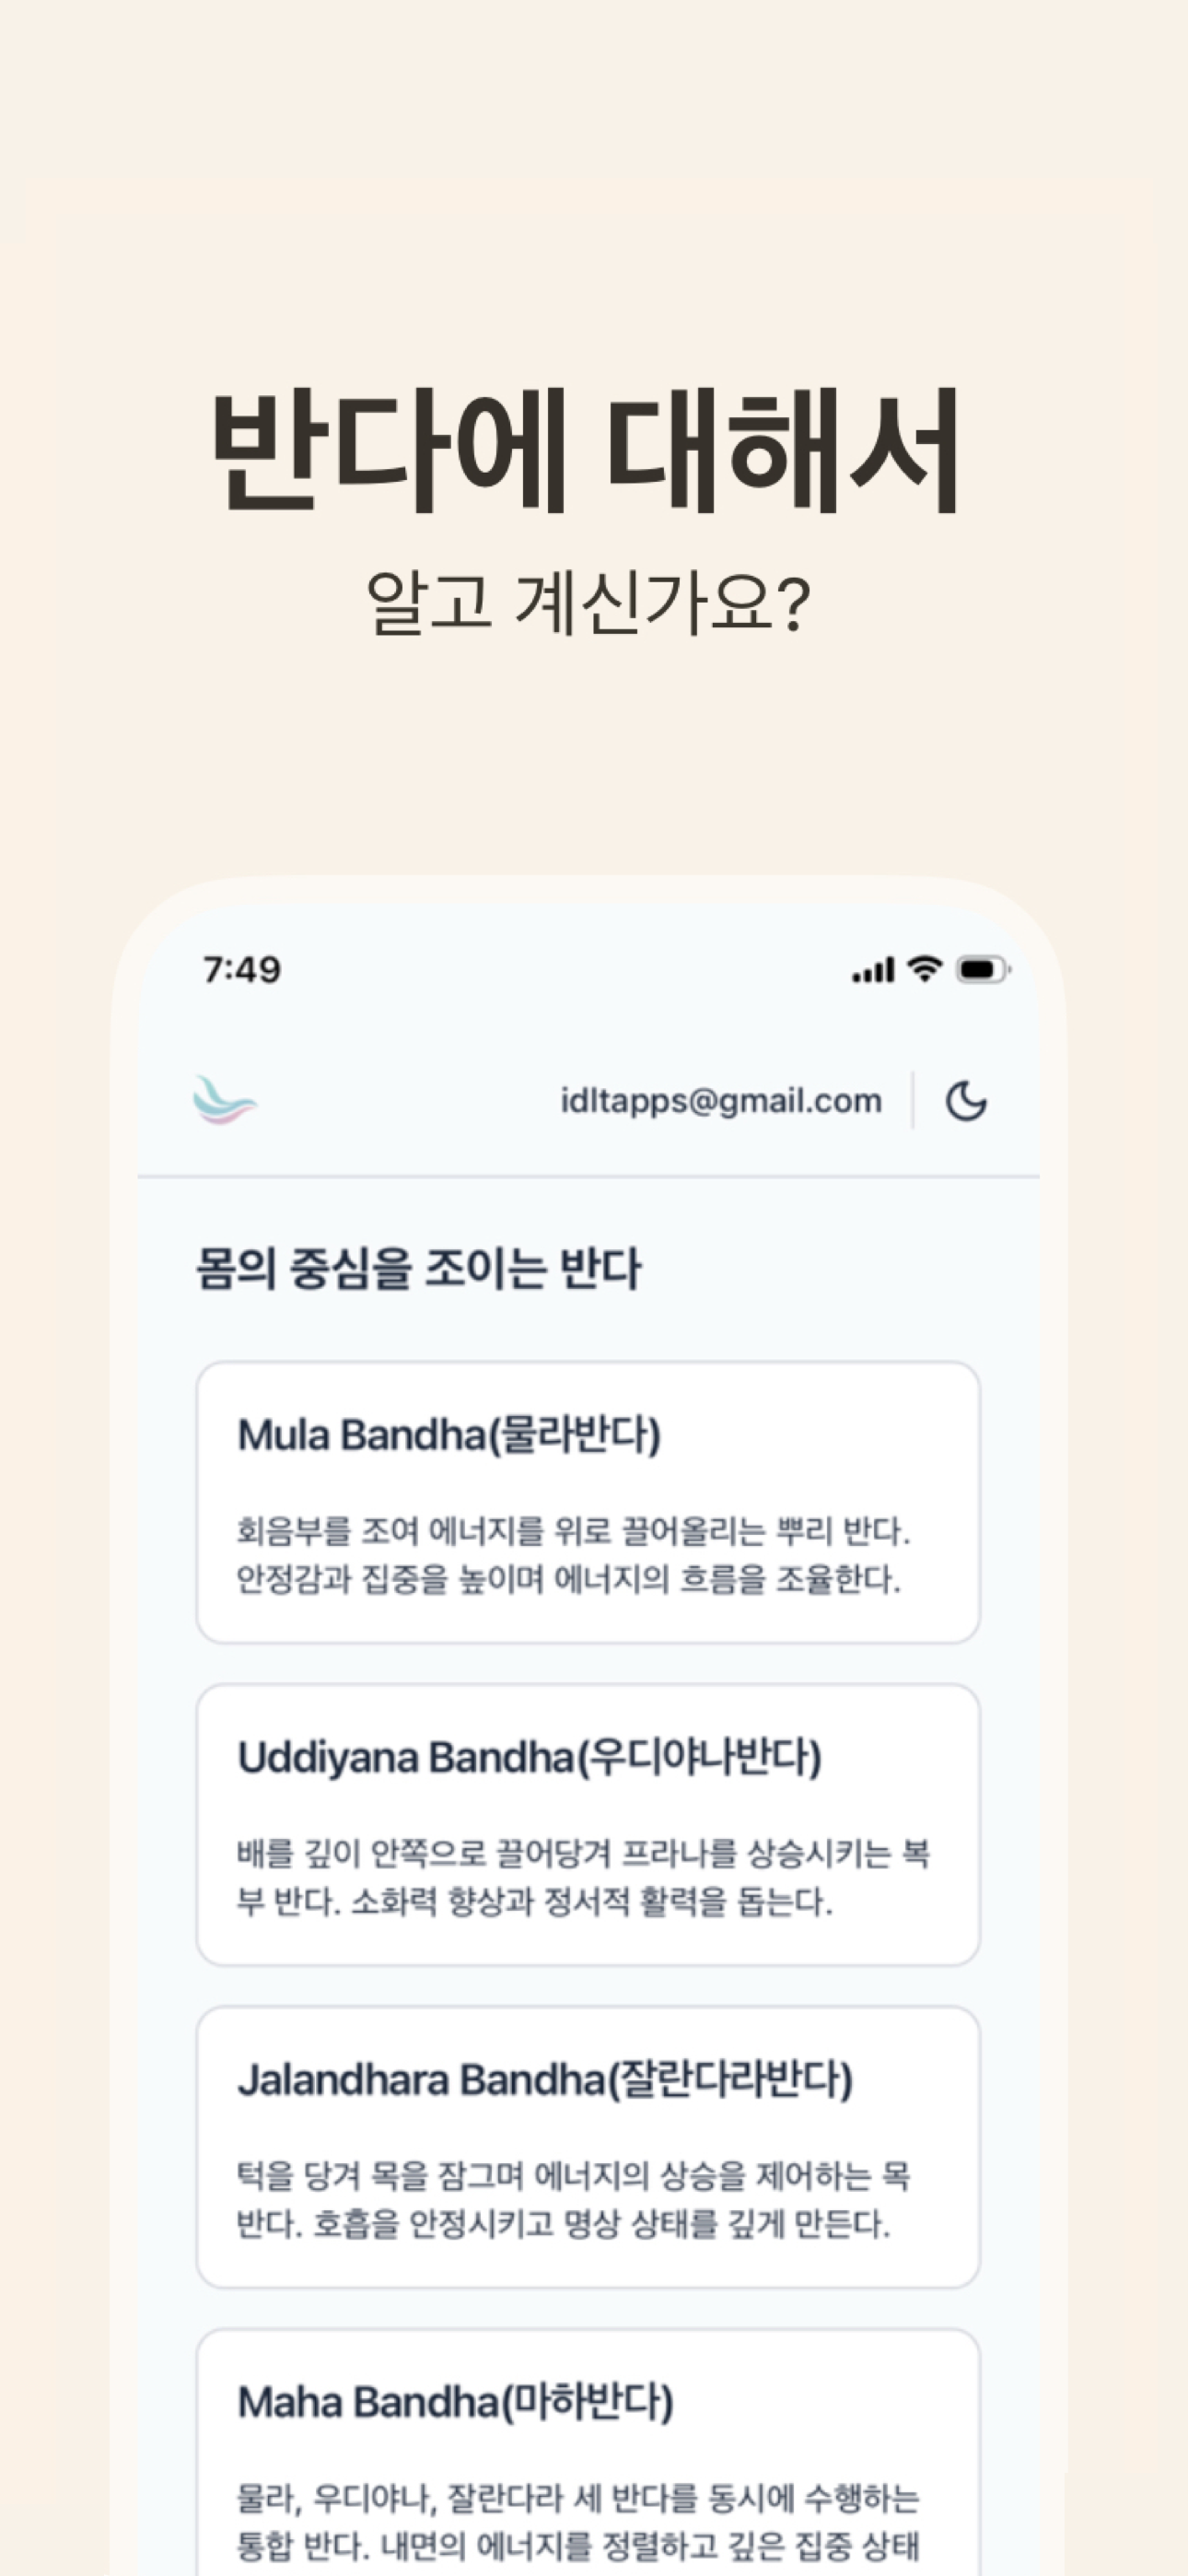 반다에 대해서
알고 계신가요?
7:49
idltapps@gmail.com
몸의 중심을 조이는 반다
Mula Bandha(물라반다)
회음부를 조여 에너지를 위로 끌어올리는 뿌리 반다.
안정감과 집중을 높이며 에너지의 흐름을 조율한다.
Uddiyana Bandha(우디야나반다)
배를 깊이 안쪽으로 끌어당겨 프라나를 상승시키는 복
부 반다. 소화력 향상과 정서적 활력을 돕는다.
Jalandhara Bandha(잘란다라반다)
턱을 당겨 목을 잠그며 에너지의 상승을 제어하는 목
반다. 호흡을 안정시키고 명상 상태를 깊게 만든다.
Maha Bandha(마하반다)
물라, 우디야나, 잘란다라 세 반다를 동시에 수행하는
통합 반다. 내면의 에너지를 정렬하고 깊은 집중 상태